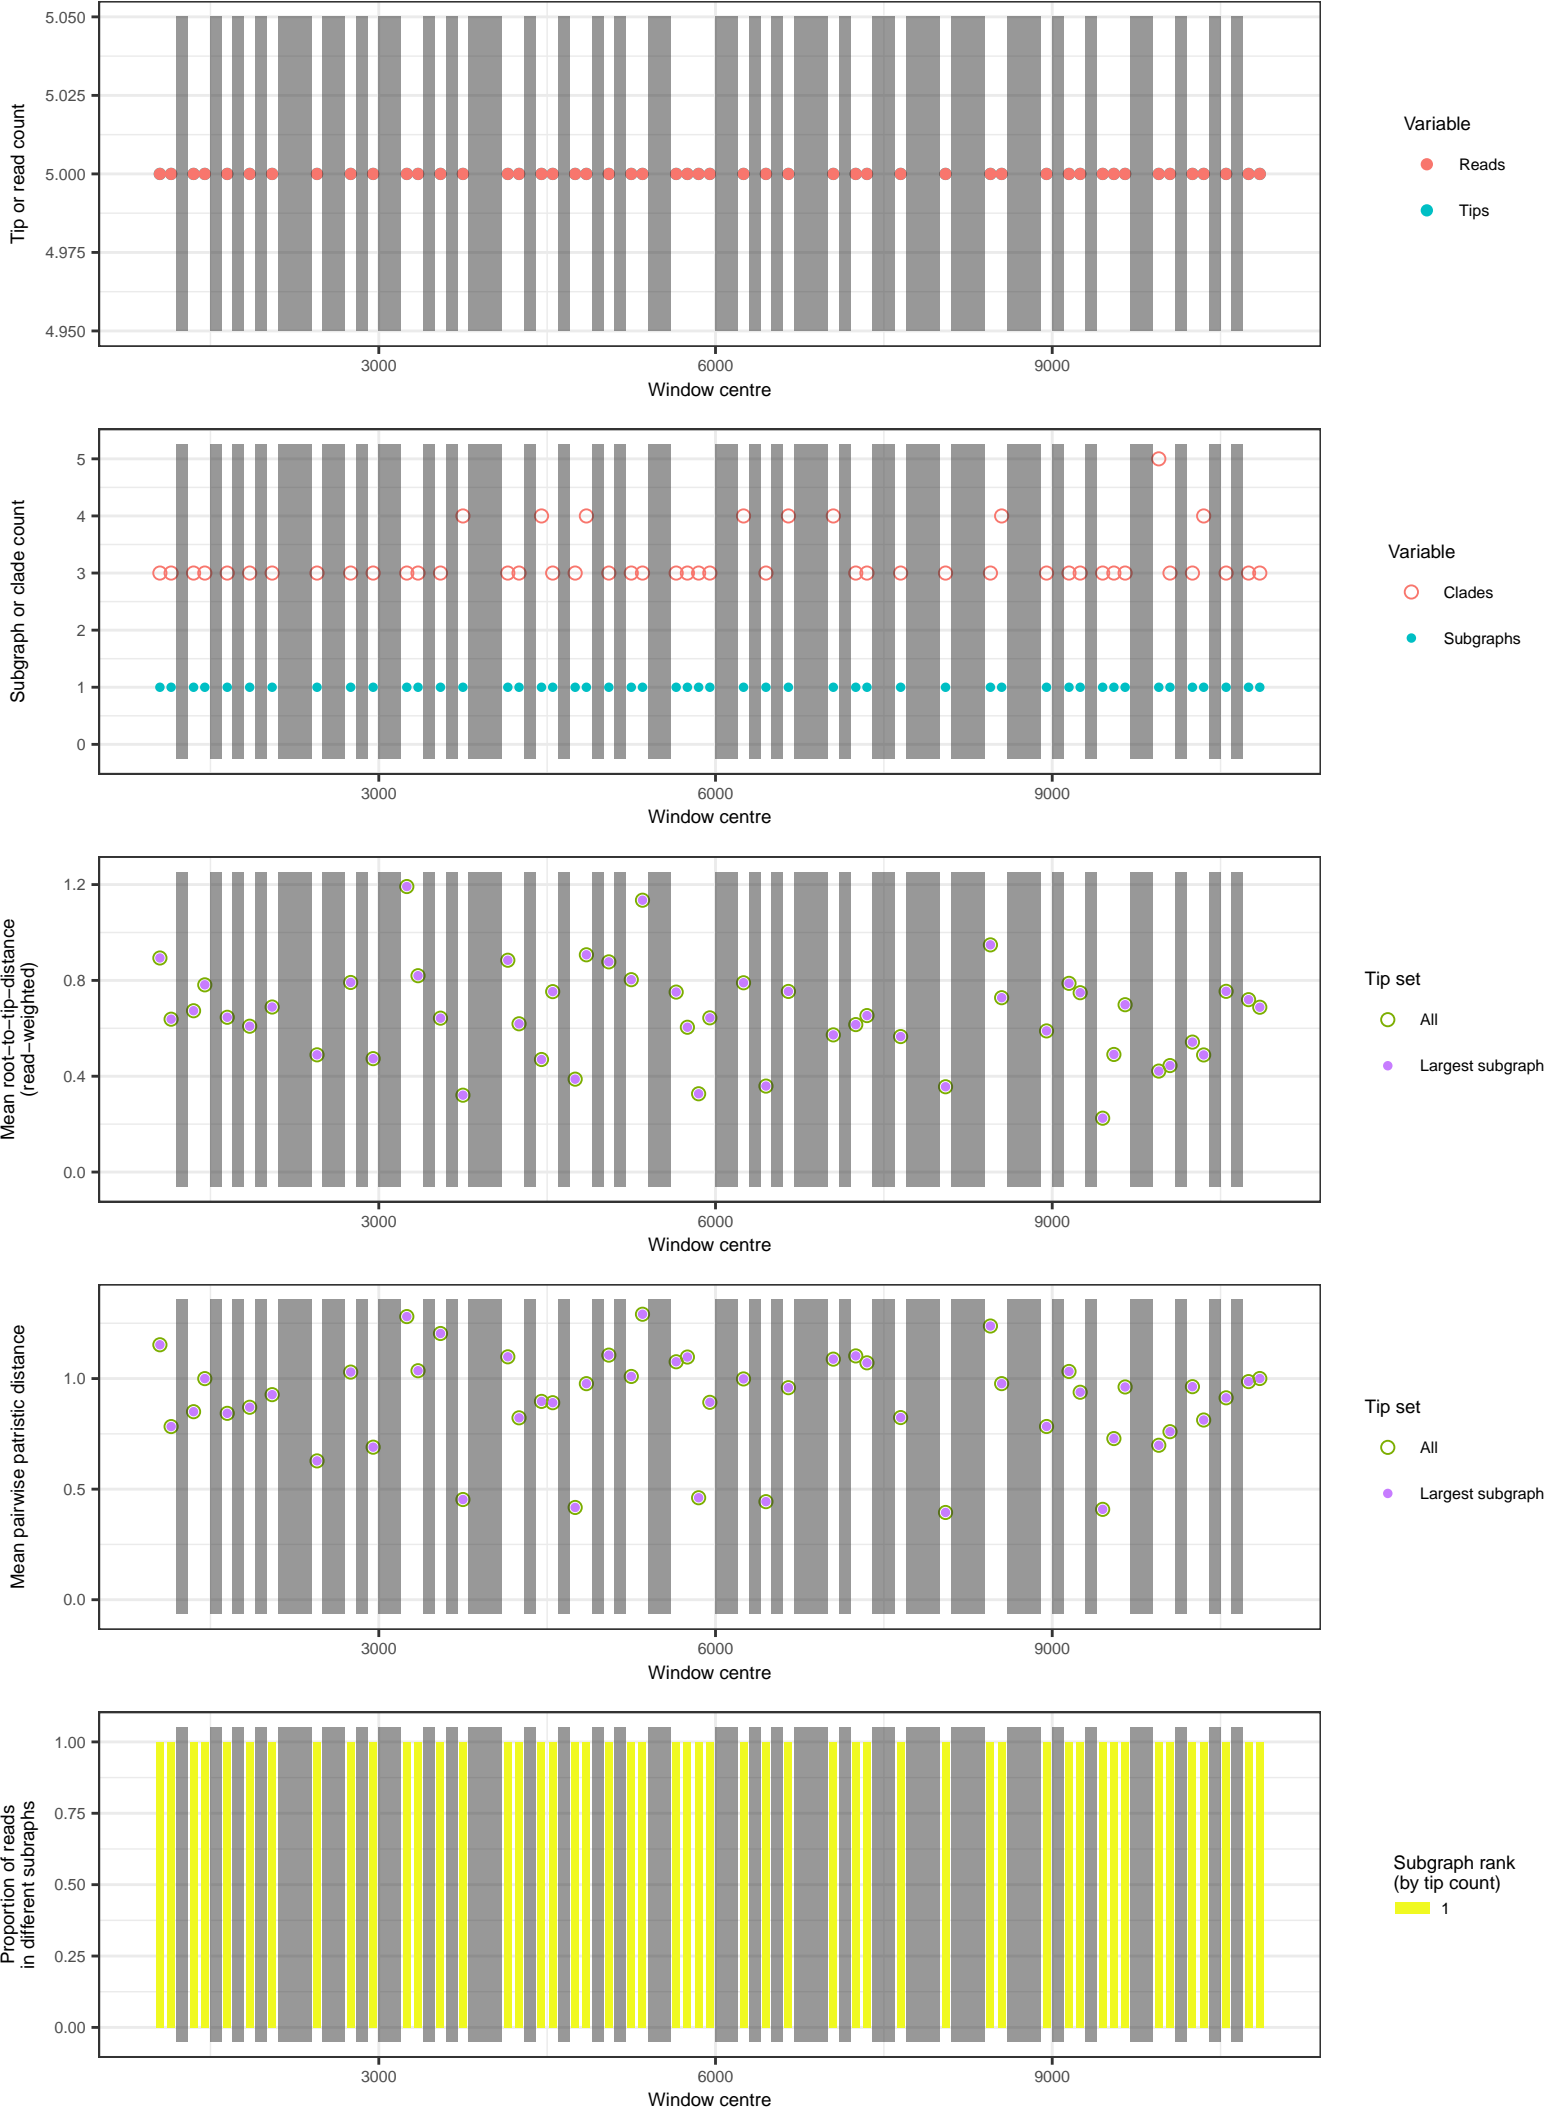 5.050
5.025
5.000
4.975
4.950
Tip or read count
3000
6000
9000
Window centre
Variable
Reads
Tips
5
4
3
2
1
0
Subgraph or clade count
3000
6000
9000
Window centre
Variable
Clades
Subgraphs
1.2
0.8
0.4
0.0
Mean root−to−tip−distance
(read−weighted)
3000
6000
9000
Window centre
Tip set
All
Largest subgraph
1.0
0.5
0.0
Mean pairwise patristic distance
3000
6000
9000
Window centre
Tip set
All
Largest subgraph
1.00
0.75
0.50
0.25
0.00
Proportion of reads
in different subraphs
3000
6000
9000
Window centre
Subgraph rank
(by tip count)
1